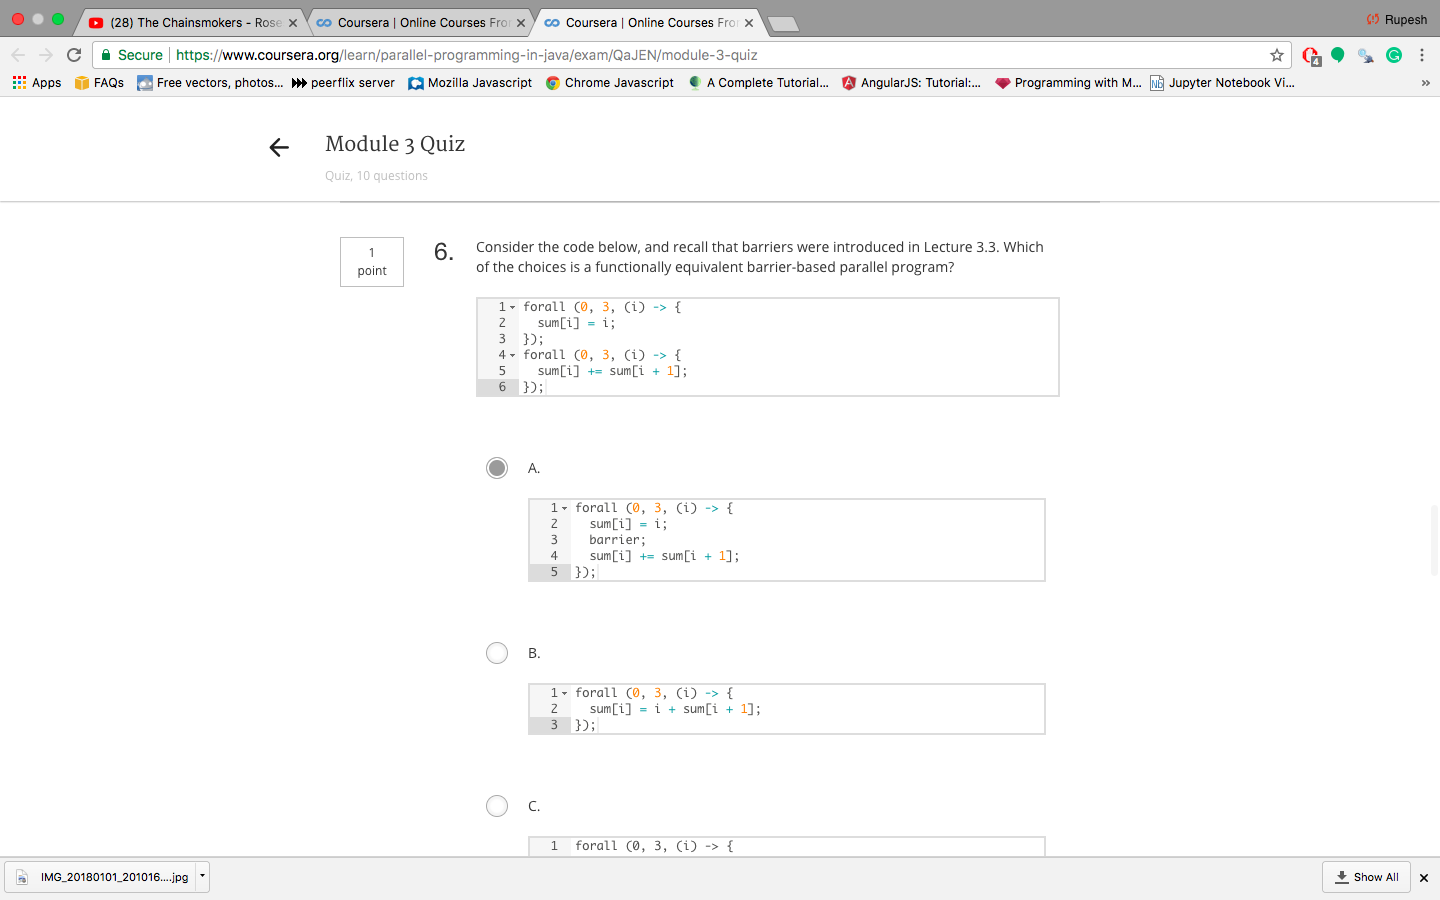 (28) The Chainsmokers - Rose
Coursera | Online Courses Fro
Coursera | Online Courses Fro
Rupesh
Secure
https://www.coursera.org/learn/parallel-programming-in-java/exam/QaJEN/module-3-quiz
4
Apps
FAQs
Free vectors, photos...
peerflix server
Mozilla Javascript
Chrome Javascript
A Complete Tutorial...
AngularJS: Tutorial:...
Programming with M...
Jupyter Notebook Vi...
»
Module 3 Quiz
Quiz, 10 questions
1
point
6.
Consider the code below, and recall that barriers were introduced in Lecture 3.3. Which
of the choices is a functionally equivalent barrier-based parallel program?
1 forall (0, 3, (i) -> {
2   sum[i] = i;
3 });
4 forall (0, 3, (i) -> {
5   sum[i] += sum[i + 1];
6 });
A.
1 forall (0, 3, (i) -> {
2   sum[i] = i;
3   barrier;
4   sum[i] += sum[i + 1];
5 });
B.
1 forall (0, 3, (i) -> {
2   sum[i] = i + sum[i + 1];
3 });
C.
1 forall (0, 3, (i) -> {
IMG_20180101_201016....jpg
Show All